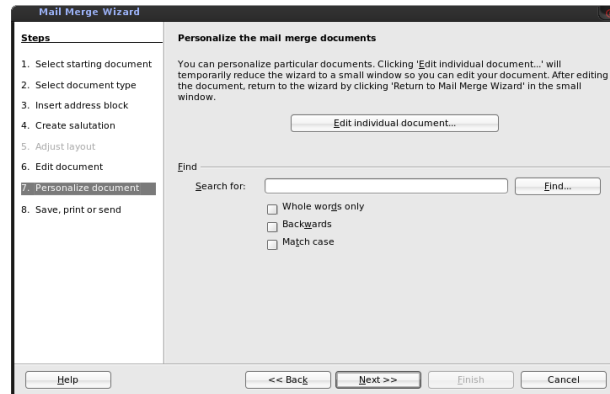 Mail Merge Wizard
Steps
1. Select starting document
2. Select document type
3. Insert address block
4. Create salutation
5. Adjust layout
6. Edit document
7. Personalize document
8. Save, print or send
Personalize the mail merge documents
You can personalize particular documents. Clicking 'Edit individual document...' will
temporarily reduce the wizard to a small window so you can edit your document. After editing
the document, return to the wizard by clicking 'Return to Mail Merge Wizard' in the small
window.
Edit individual document...
Find
Search for:
Find...
Whole words only
Backwards
Match case
Help
<< Back
Next >>
Finish
Cancel